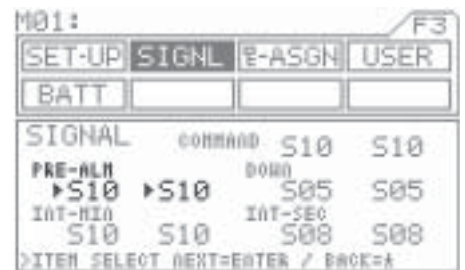 M01: F3
SET-UP SIGNL E-ASGN USER
BATT
SIGNAL COMMAND S10 S10
PRE-ALM DOWN
▶S10 ▶S10 S05 S05
INT-MIN INT-SEC
S10 S10 S08 S08
>ITEM SELECT NEXT=ENTER / BACK=*